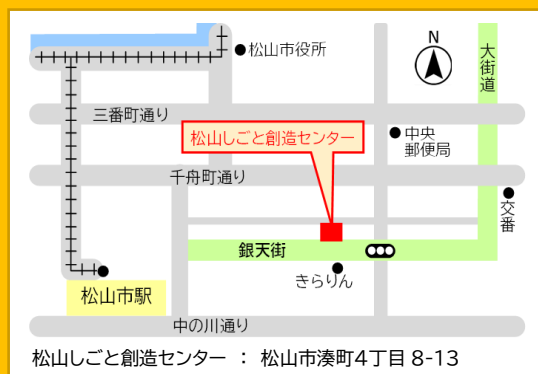 松山市役所
N
大街道
三番町通り
松山しごと創造センター
中央
郵便局
千舟町通り
交番
銀天街
きらりん
松山市駅
中の川通り
松山しごと創造センター ： 松山市湊町4丁目 8-13